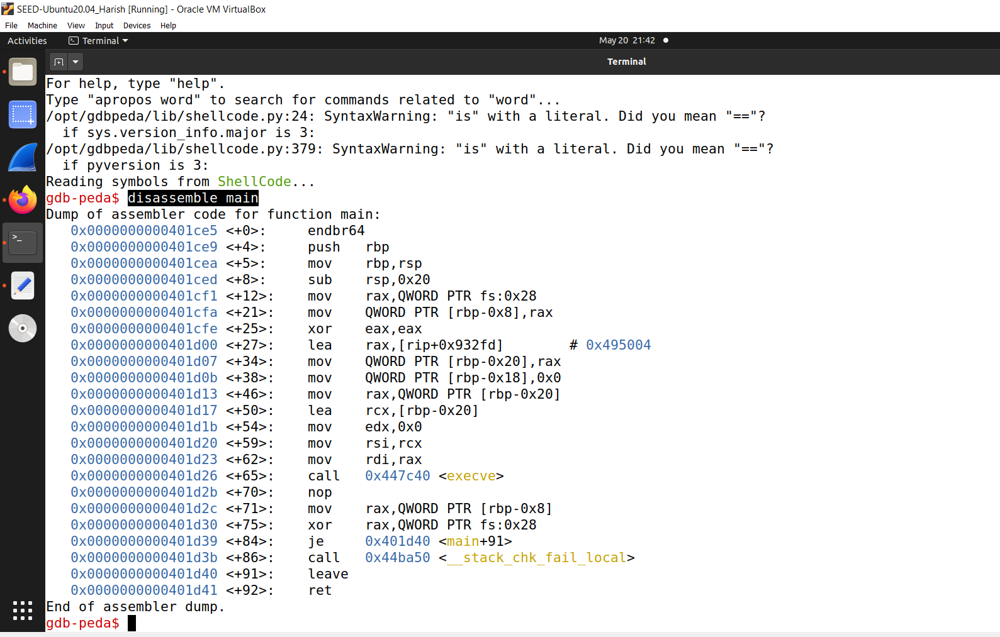 SEED-Ubuntu20.04_Harish [Running] - Oracle VM VirtualBox
File Machine View Input Devices Help
Activities Terminal May 20 21:42
Terminal
For help, type "help".
Type "apropos word" to search for commands related to "word"...
/opt/gdbpeda/lib/shellcode.py:24: SyntaxWarning: "is" with a literal. Did you mean "=="?
  if sys.version_info.major is 3:
/opt/gdbpeda/lib/shellcode.py:379: SyntaxWarning: "is" with a literal. Did you mean "=="?
  if pyversion is 3:
Reading symbols from ShellCode...
gdb-peda$ disassemble main
Dump of assembler code for function main:
   0x0000000000401ce5 <+0>:     endbr64
   0x0000000000401ce9 <+4>:     push   rbp
   0x0000000000401cea <+5>:     mov    rbp,rsp
   0x0000000000401ced <+8>:     sub    rsp,0x20
   0x0000000000401cf1 <+12>:    mov    rax,QWORD PTR fs:0x28
   0x0000000000401cfa <+21>:    mov    QWORD PTR [rbp-0x8],rax
   0x0000000000401cfe <+25>:    xor    eax,eax
   0x0000000000401d00 <+27>:    lea    rax,[rip+0x932fd]        # 0x495004
   0x0000000000401d07 <+34>:    mov    QWORD PTR [rbp-0x20],rax
   0x0000000000401d0b <+38>:    mov    QWORD PTR [rbp-0x18],0x0
   0x0000000000401d13 <+46>:    mov    rax,QWORD PTR [rbp-0x20]
   0x0000000000401d17 <+50>:    lea    rcx,[rbp-0x20]
   0x0000000000401d1b <+54>:    mov    edx,0x0
   0x0000000000401d20 <+59>:    mov    rsi,rcx
   0x0000000000401d23 <+62>:    mov    rdi,rax
   0x0000000000401d26 <+65>:    call   0x447c40 <execve>
   0x0000000000401d2b <+70>:    nop
   0x0000000000401d2c <+71>:    mov    rax,QWORD PTR [rbp-0x8]
   0x0000000000401d30 <+75>:    xor    rax,QWORD PTR fs:0x28
   0x0000000000401d39 <+84>:    je     0x401d40 <main+91>
   0x0000000000401d3b <+86>:    call   0x44ba50 <__stack_chk_fail_local>
   0x0000000000401d40 <+91>:    leave
   0x0000000000401d41 <+92>:    ret
End of assembler dump.
gdb-peda$